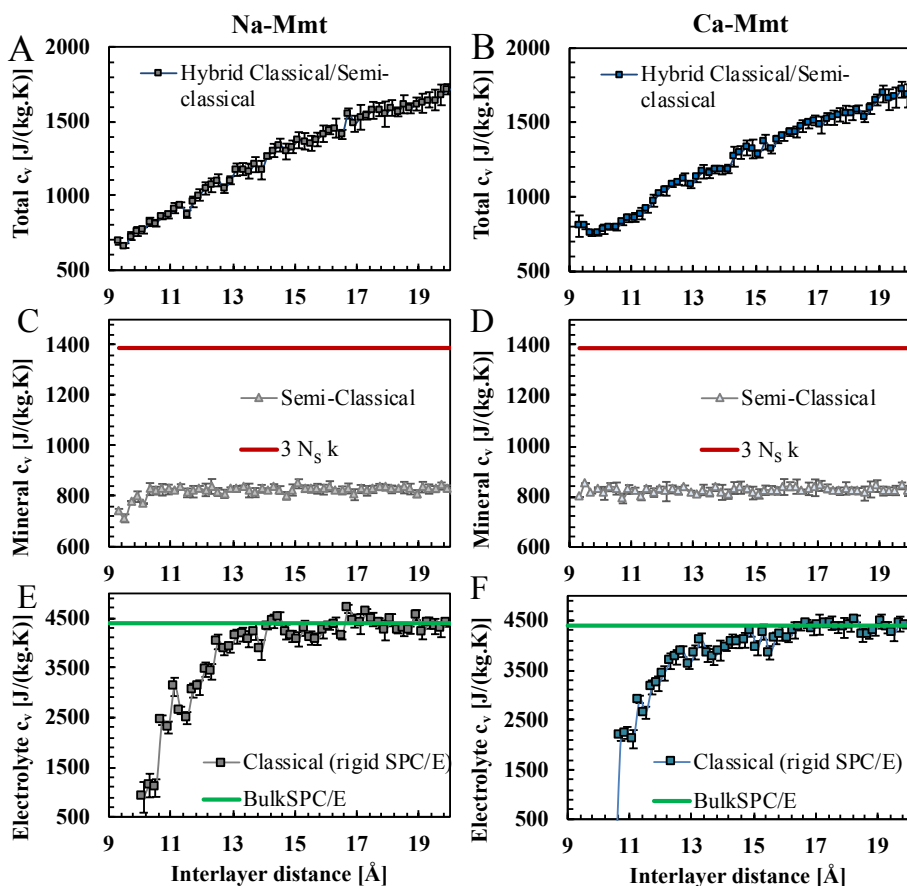 Na-Mmt
Ca-Mmt
A
Total cv [J/(kg.K)]
2000
1500
1000
500
Hybrid Classical/Semi-
classical
9 11 13 15 17 19
B
Total cv [J/(kg.K)]
2000
1500
1000
500
Hybrid Classical/Semi-
classical
9 11 13 15 17 19
C
Mineral cv [J/(kg.K)]
1400
1200
1000
800
600
Semi-Classical
3 NS k
9 11 13 15 17 19
D
Mineral cv [J/(kg.K)]
1400
1200
1000
800
600
Semi-Classical
3 NS k
9 11 13 15 17 19
E
Electrolyte cv [J/(kg.K)]
4500
3500
2500
1500
500
Classical (rigid SPC/E)
BulkSPC/E
9 11 13 15 17 19
Interlayer distance [Å]
F
Electrolyte cv [J/(kg.K)]
4500
3500
2500
1500
500
Classical (rigid SPC/E)
BulkSPC/E
9 11 13 15 17 19
Interlayer distance [Å]